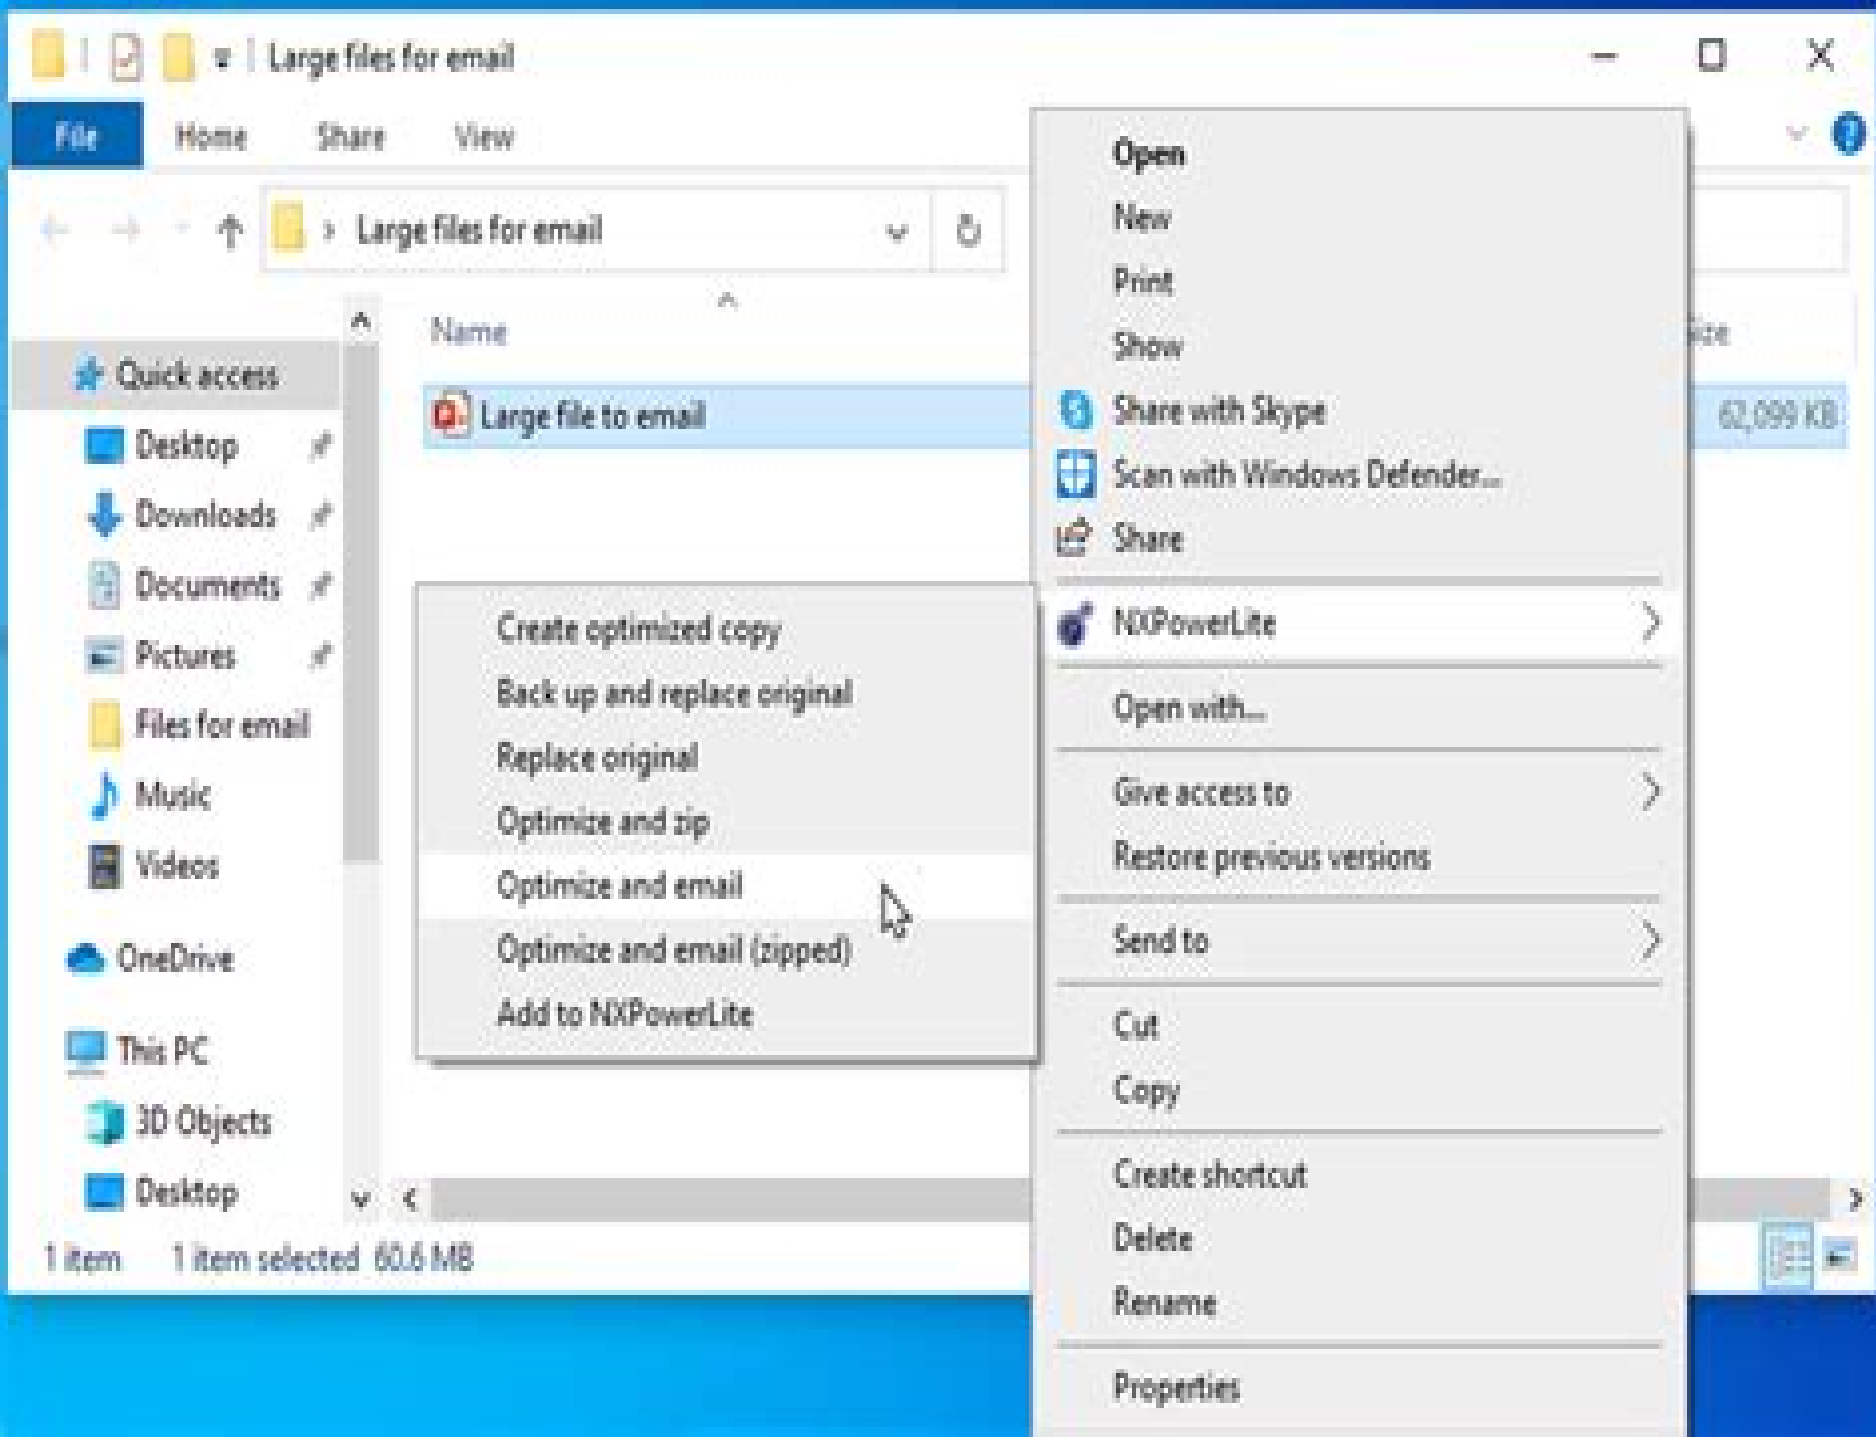 Large files for email
File Home Share View
Large files for email
Name
Quick access
Desktop
Downloads
Documents
Pictures
Files for email
Music
Videos
OneDrive
This PC
3D Objects
Desktop
Large file to email
62,099 KB
Open
New
Print
Show
Share with Skype
Scan with Windows Defender...
Share
NXPowerLite
Open with...
Give access to
Restore previous versions
Send to
Cut
Copy
Create shortcut
Delete
Rename
Properties
Create optimized copy
Back up and replace original
Replace original
Optimize and zip
Optimize and email
Optimize and email (zipped)
Add to NXPowerLite
1 item 1 item selected 60.6 MB